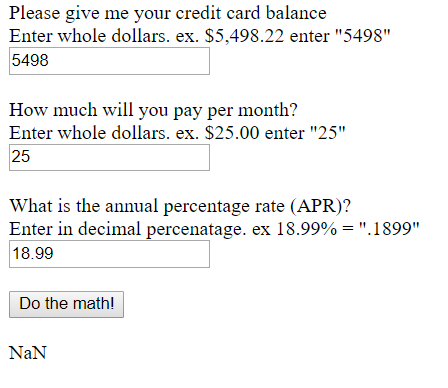 Please give me your credit card balance
Enter whole dollars. ex. $5,498.22 enter "5498"
5498
How much will you pay per month?
Enter whole dollars. ex. $25.00 enter "25"
25
What is the annual percentage rate (APR)?
Enter in decimal percenatage. ex 18.99% = ".1899"
18.99
Do the math!
NaN